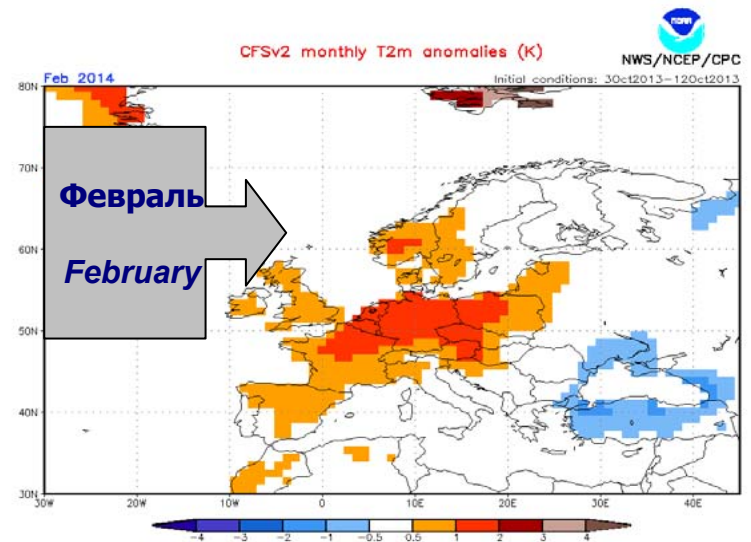 NOAA
CFSv2 monthly T2m anomalies (K)
NWS/NCEP/CPC
Feb 2014
Initial conditions: 3Oct2013–12Oct2013
80N
70N
60N
50N
40N
30N
Февраль
February
30W 20W 10W 0 10E 20E 30E 40E
-4 -3 -2 -1 -0.5 0.5 1 2 3 4